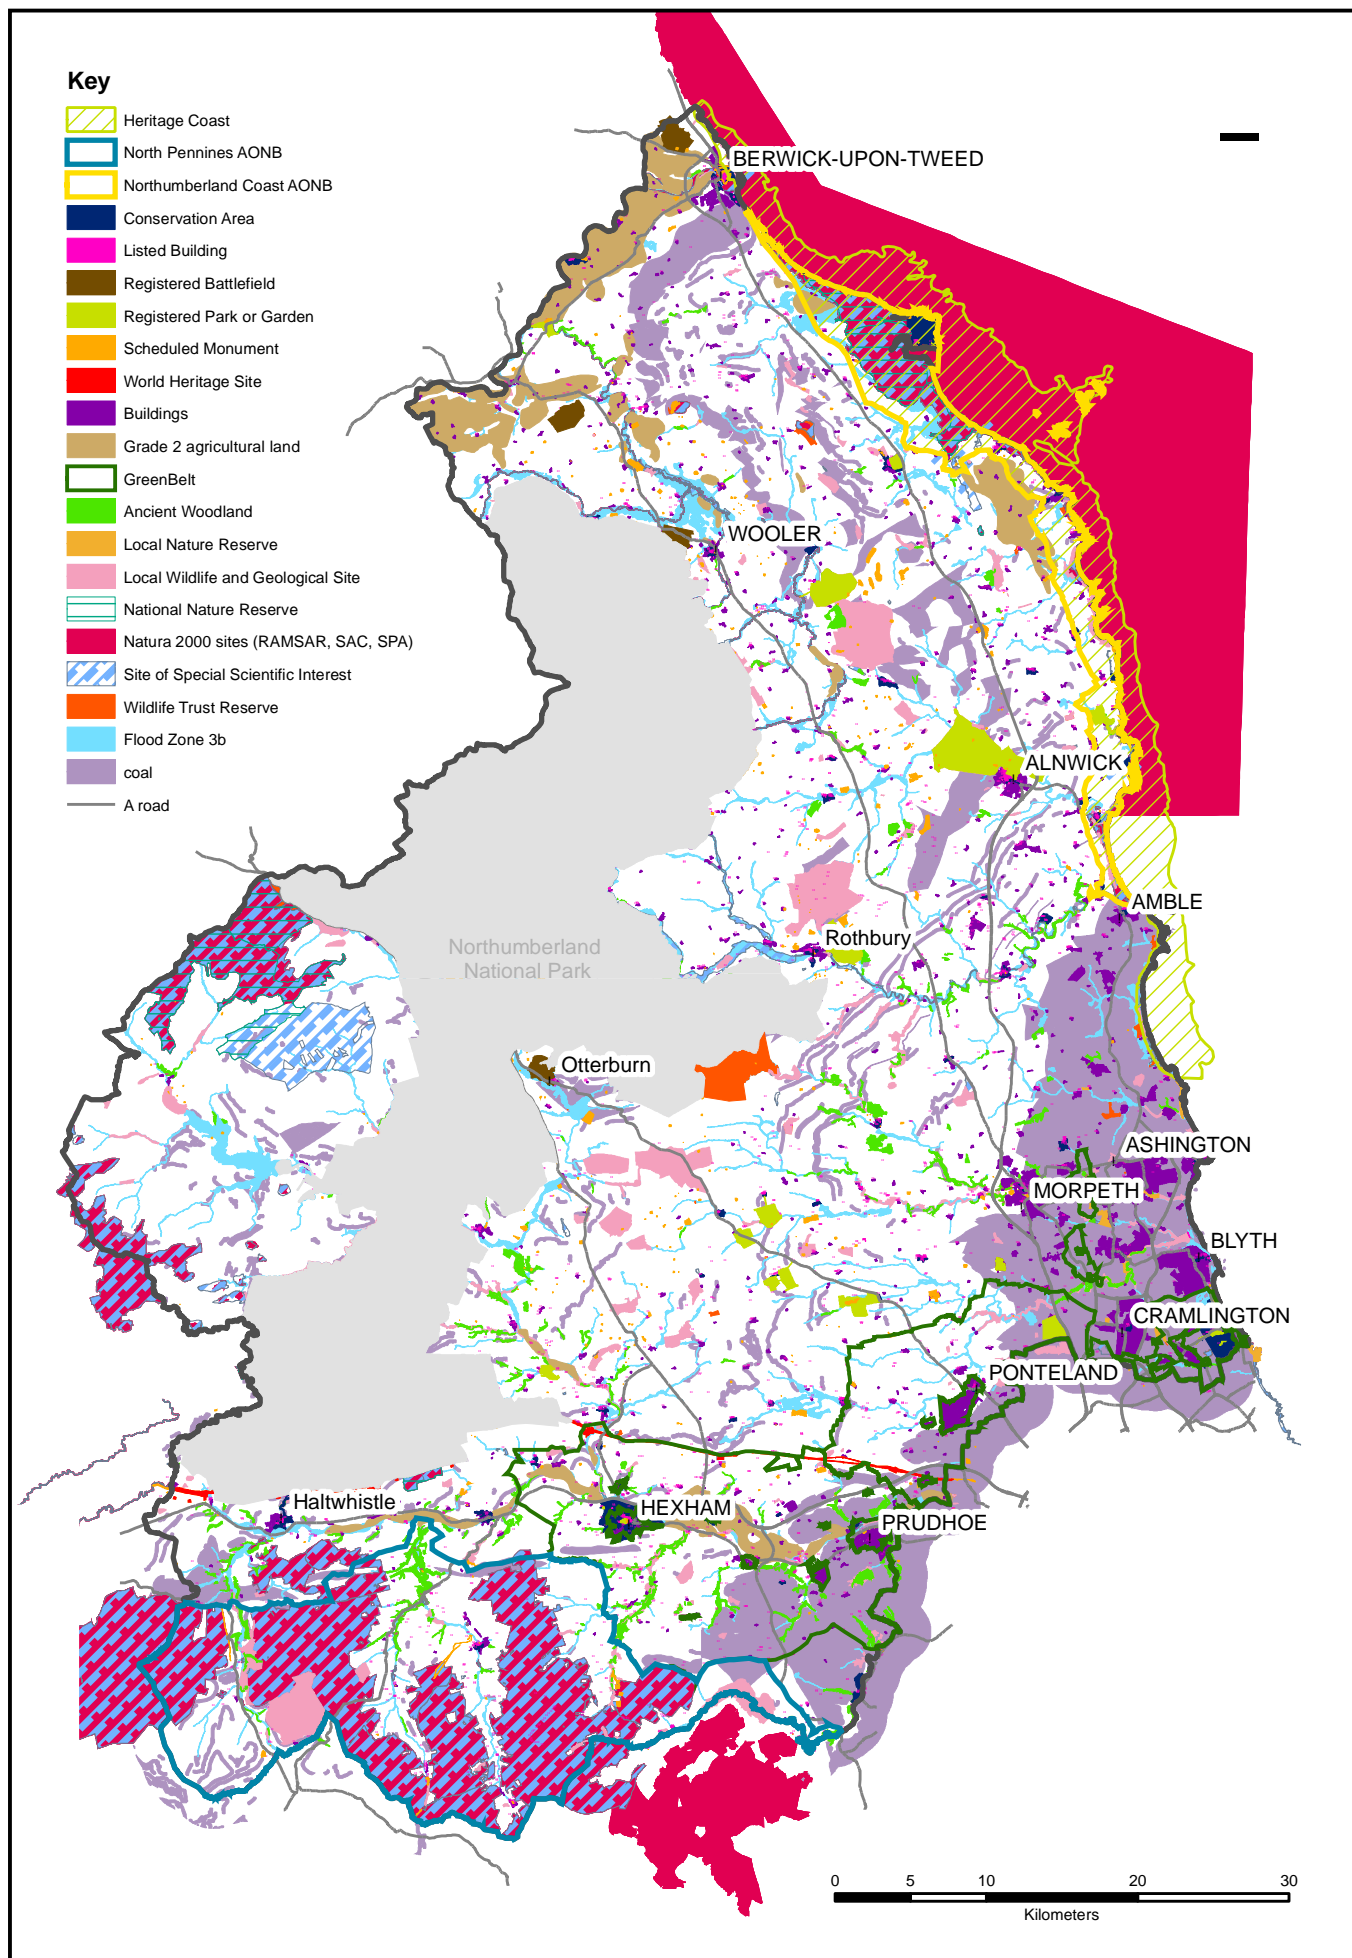 Key
Heritage Coast
North Pennines AONB
Northumberland Coast AONB
Conservation Area
Listed Building
Registered Battlefield
Registered Park or Garden
Scheduled Monument
World Heritage Site
Buildings
Grade 2 agricultural land
GreenBelt
Ancient Woodland
Local Nature Reserve
Local Wildlife and Geological Site
National Nature Reserve
Natura 2000 sites (RAMSAR, SAC, SPA)
Site of Special Scientific Interest
Wildlife Trust Reserve
Flood Zone 3b
coal
A road
BERWICK-UPON-TWEED
WOOLER
ALNWICK
AMBLE
Rothbury
Northumberland
National Park
Otterburn
ASHINGTON
MORPETH
BLYTH
CRAMLINGTON
PONTELAND
Haltwhistle
HEXHAM
PRUDHOE
0 5 10 20 30
Kilometers